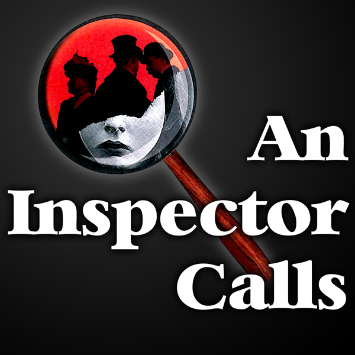 An
Inspector
Calls